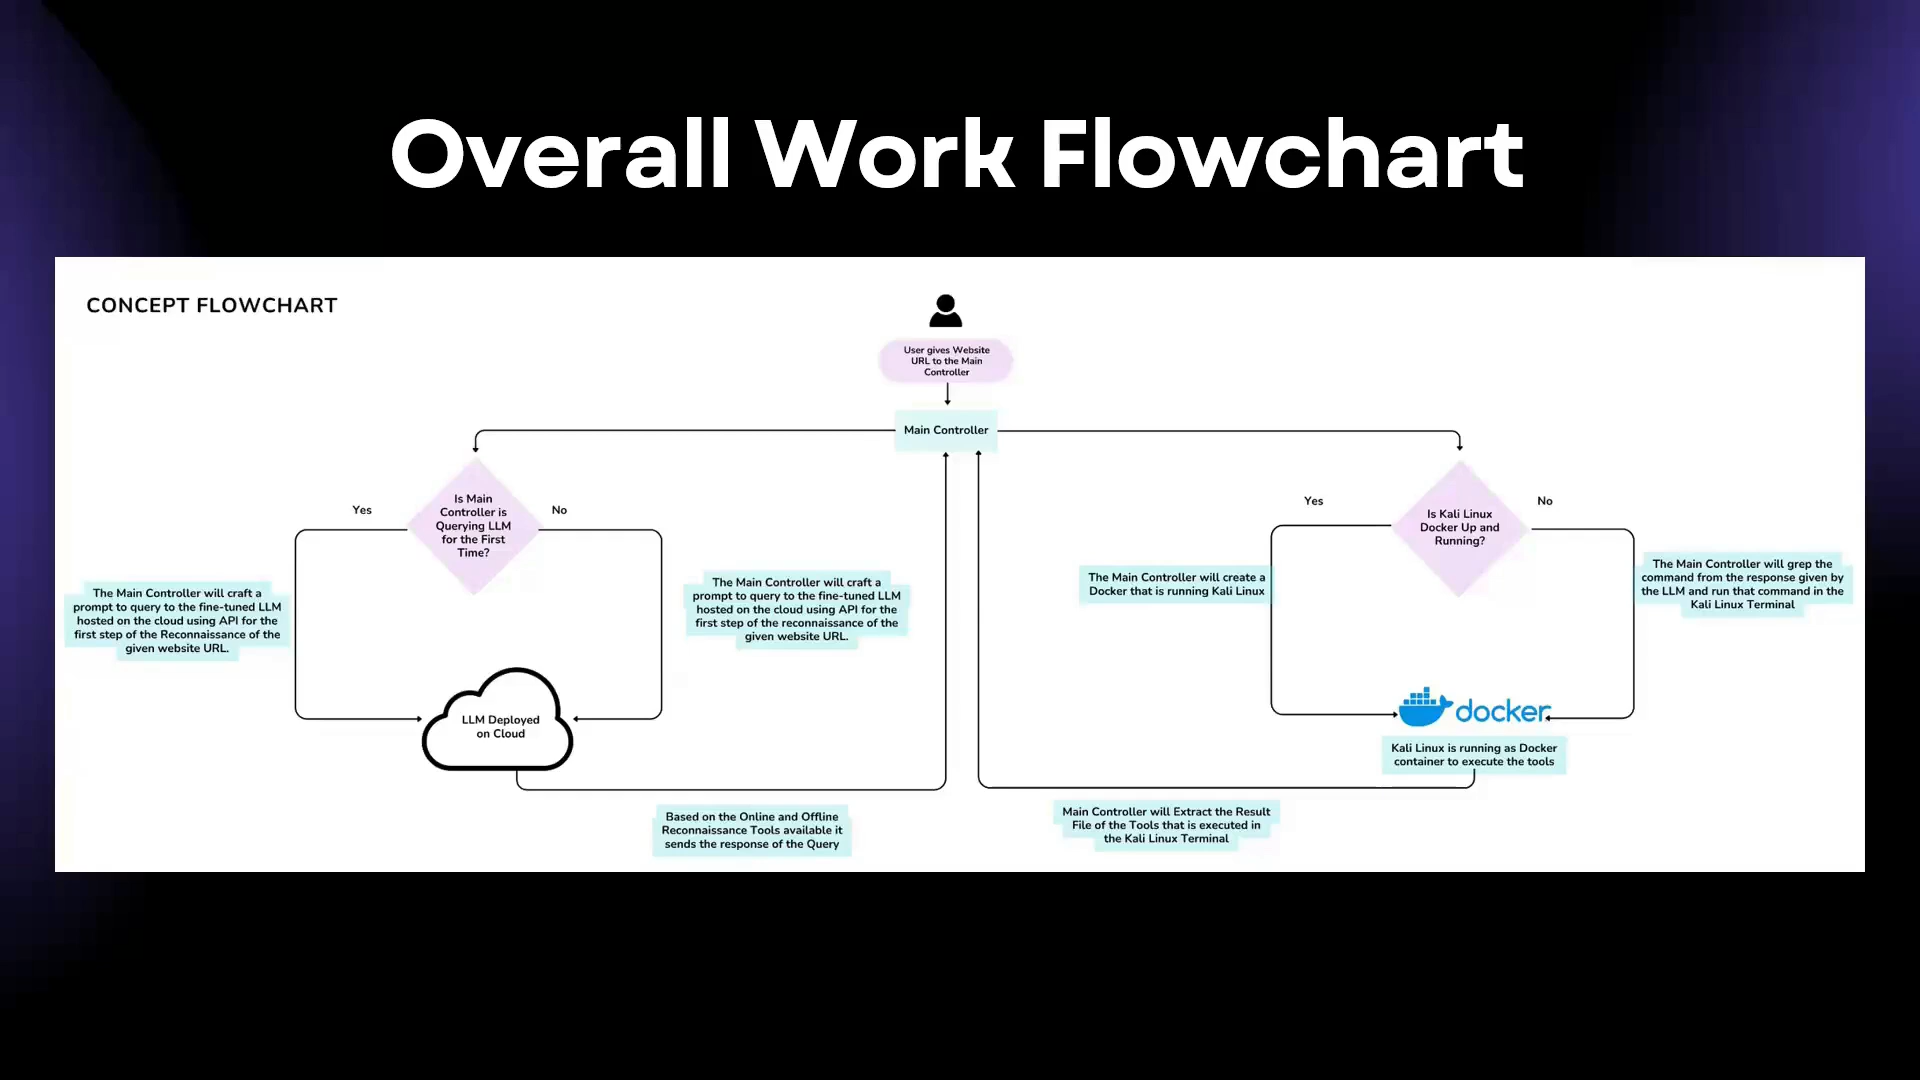 Overall Work Flowchart
CONCEPT FLOWCHART
User gives Website
URL to the Main
Controller
Main Controller
Is Main
Controller is
Querying LLM
for the First
Time?
Yes
No
The Main Controller will craft a
prompt to query to the fine-tuned LLM
hosted on the cloud using API for the
first step of the Reconnaissance of the
given website URL.
The Main Controller will craft a
prompt to query to the fine-tuned LLM
hosted on the cloud using API for the
first step of the reconnaissance of the
given website URL.
LLM Deployed
on Cloud
Based on the Online and Offline
Reconnaissance Tools available it
sends the response of the Query
Is Kali Linux
Docker Up and
Running?
Yes
No
The Main Controller will create a
Docker that is running Kali Linux
The Main Controller will grep the
command from the response given by
the LLM and run that command in the
Kali Linux Terminal
docker
Kali Linux is running as Docker
container to execute the tools
Main Controller will Extract the Result
File of the Tools that is executed in
the Kali Linux Terminal